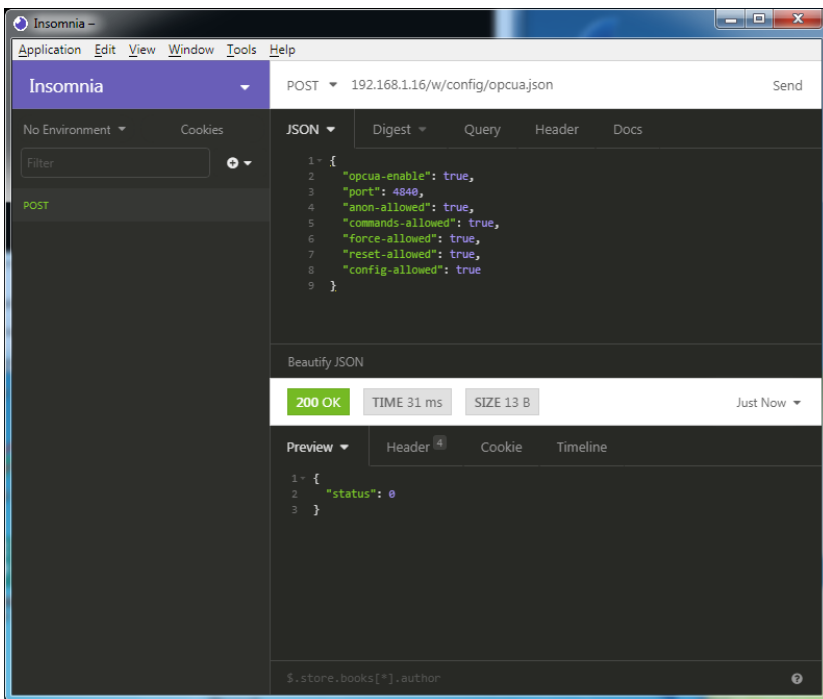 Insomnia –
Application Edit View Window Tools Help
Insomnia
POST 192.168.1.16/w/config/opcua.json Send
No Environment Cookies
JSON Digest Query Header Docs
Filter
POST
1 {
2 "opcua-enable": true,
3 "port": 4840,
4 "anon-allowed": true,
5 "commands-allowed": true,
6 "force-allowed": true,
7 "reset-allowed": true,
8 "config-allowed": true
9 }
Beautify JSON
200 OK TIME 31 ms SIZE 13 B Just Now
Preview Header 4 Cookie Timeline
1 {
2 "status": 0
3 }
$.store.books[*].author